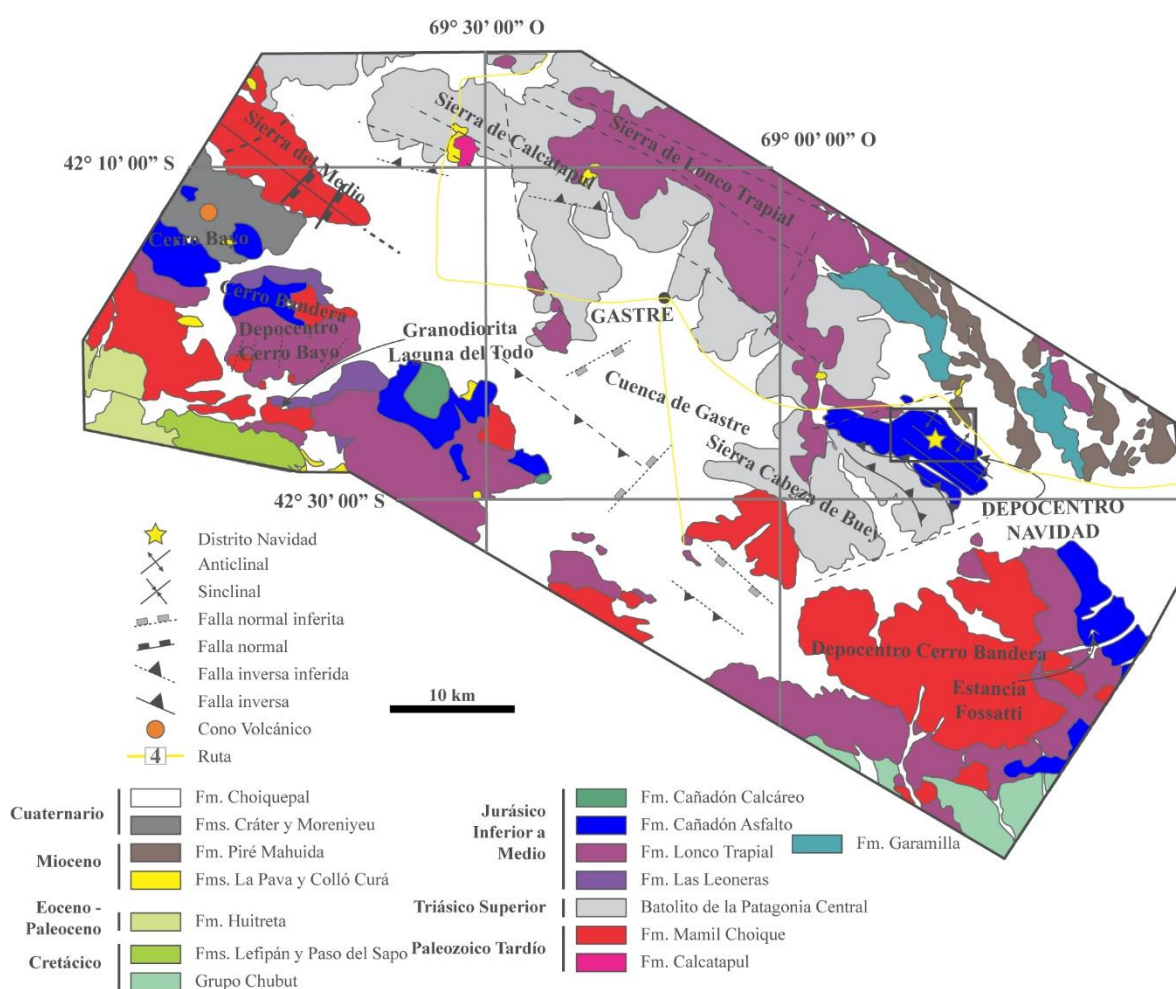 69° 30’ 00” O
69° 00’ 00” O
42° 10’ 00” S
Sierra del Medio
Sierra de Calcatapul
Sierra de Lonco Trapial
Cerro Bayo
Cerro Bandera
Depocentro
Cerro Bayo
Granodiorita
Laguna del Todo
GASTRE
Cuenca de Gastre
Sierra Cabeza de Buey
42° 30’ 00” S
DEPOCENTRO
NAVIDAD
Depocentro Cerro Bandera
Estancia
Fossatti
Distrito Navidad
Anticlinal
Sinclinal
Falla normal inferita
Falla normal
Falla inversa inferida
Falla inversa
Cono Volcánico
4 Ruta
10 km
Cuaternario
Fm. Choiquepal
Fms. Cráter y Moreniyeu
Mioceno
Fm. Piré Mahuida
Fms. La Pava y Colló Curá
Eoceno -
Paleoceno
Fm. Huitreta
Cretácico
Fms. Lefipán y Paso del Sapo
Grupo Chubut
Jurásico
Inferior a
Medio
Fm. Cañadón Calcáreo
Fm. Cañadón Asfalto
Fm. Lonco Trapial
Fm. Las Leoneras
Fm. Garamilla
Triásico Superior
Batolito de la Patagonia Central
Paleozoico Tardío
Fm. Mamil Choique
Fm. Calcatapul